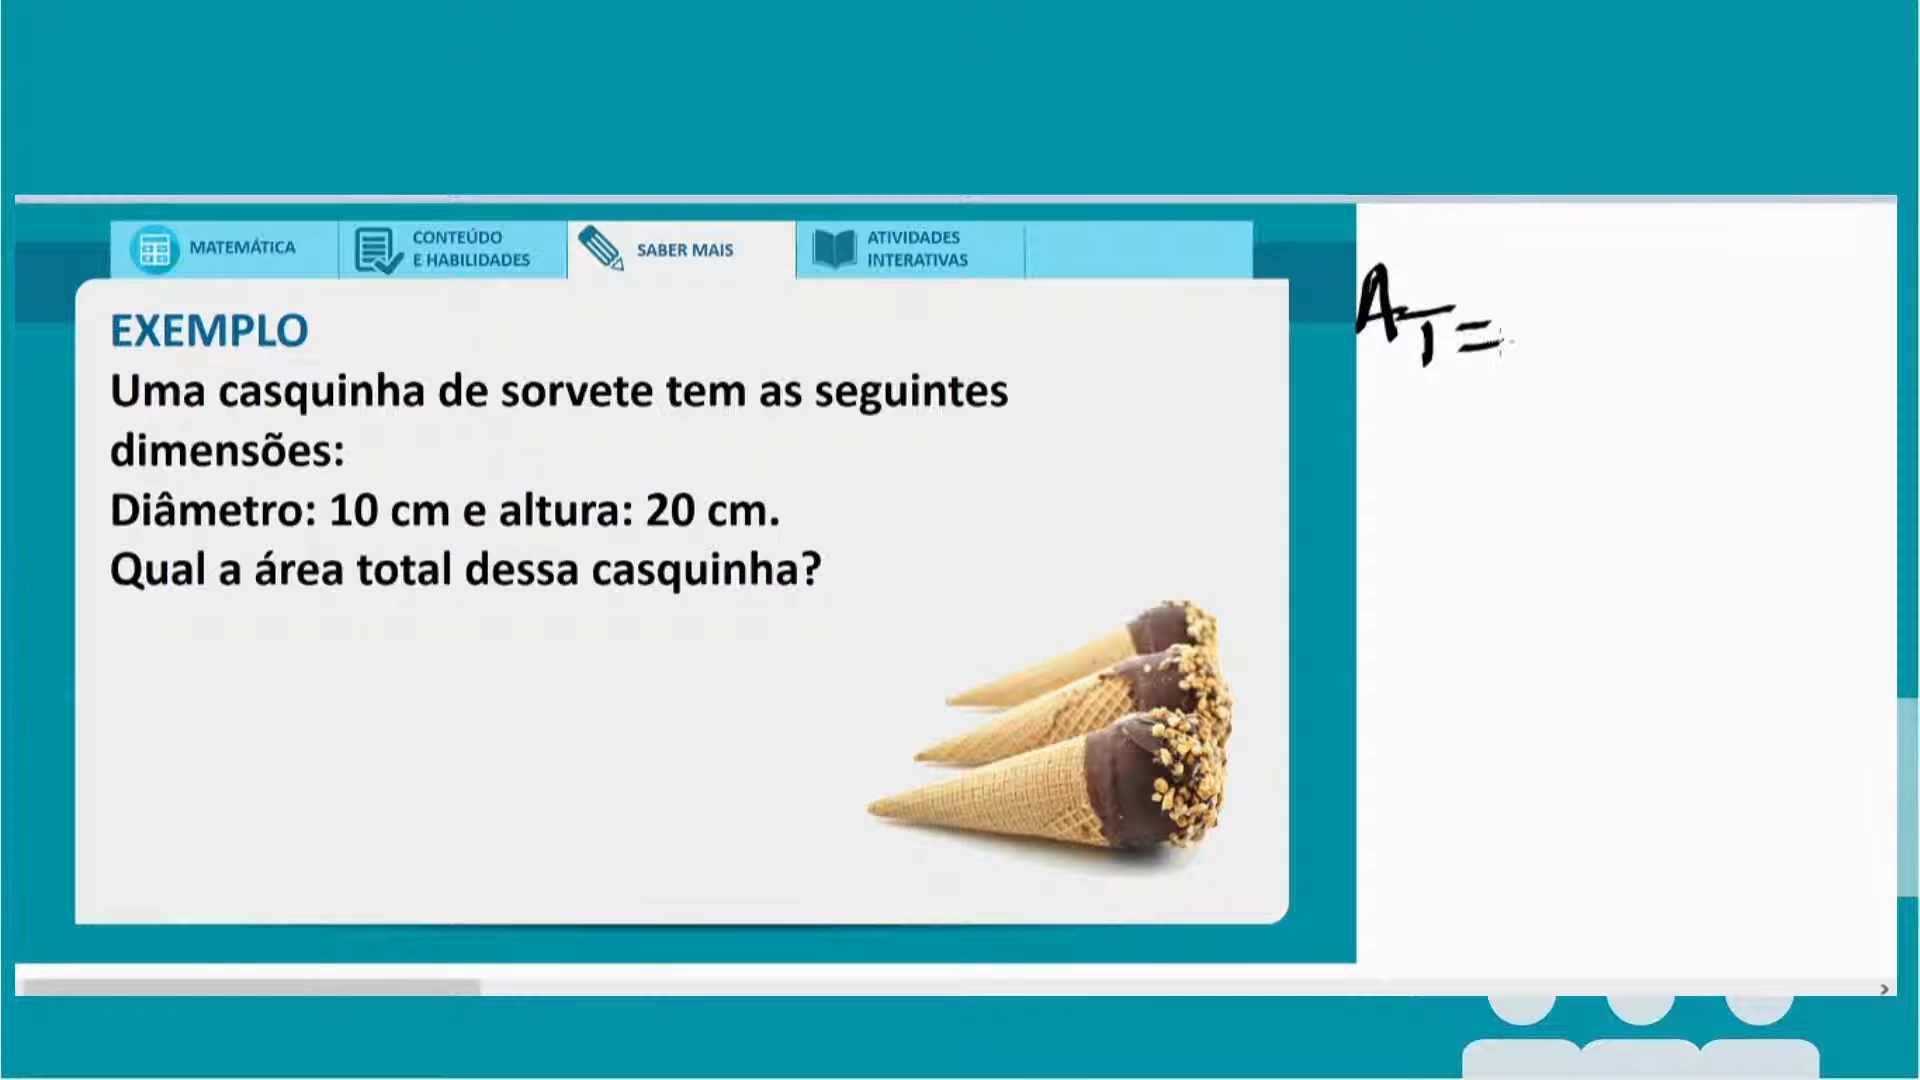 MATEMÁTICA
CONTEÚDO
E HABILIDADES
SABER MAIS
ATIVIDADES
INTERATIVAS
EXEMPLO
Uma casquinha de sorvete tem as seguintes
dimensões:
Diâmetro: 10 cm e altura: 20 cm.
Qual a área total dessa casquinha?
A_T =